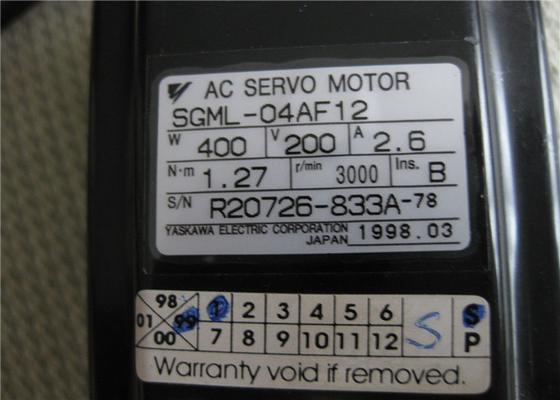 AC SERVO MOTOR
SGML-04AF12
W 400 V 200 A 2.6
N·m 1.27 r/min 3000 Ins. B
S/N R20726-833A-78
YASKAWA ELECTRIC CORPORATION
JAPAN 1998.03
98 1 2 3 4 5 6 S S
01 99
00 7 8 9 10 11 12 P
Warranty void if removed.